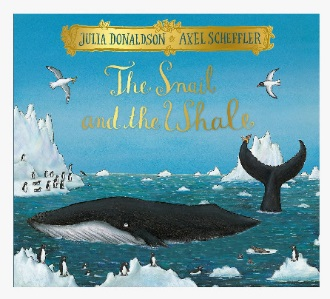 JULIA DONALDSON * AXEL SCHEFFLER
The Snail
and the Whale